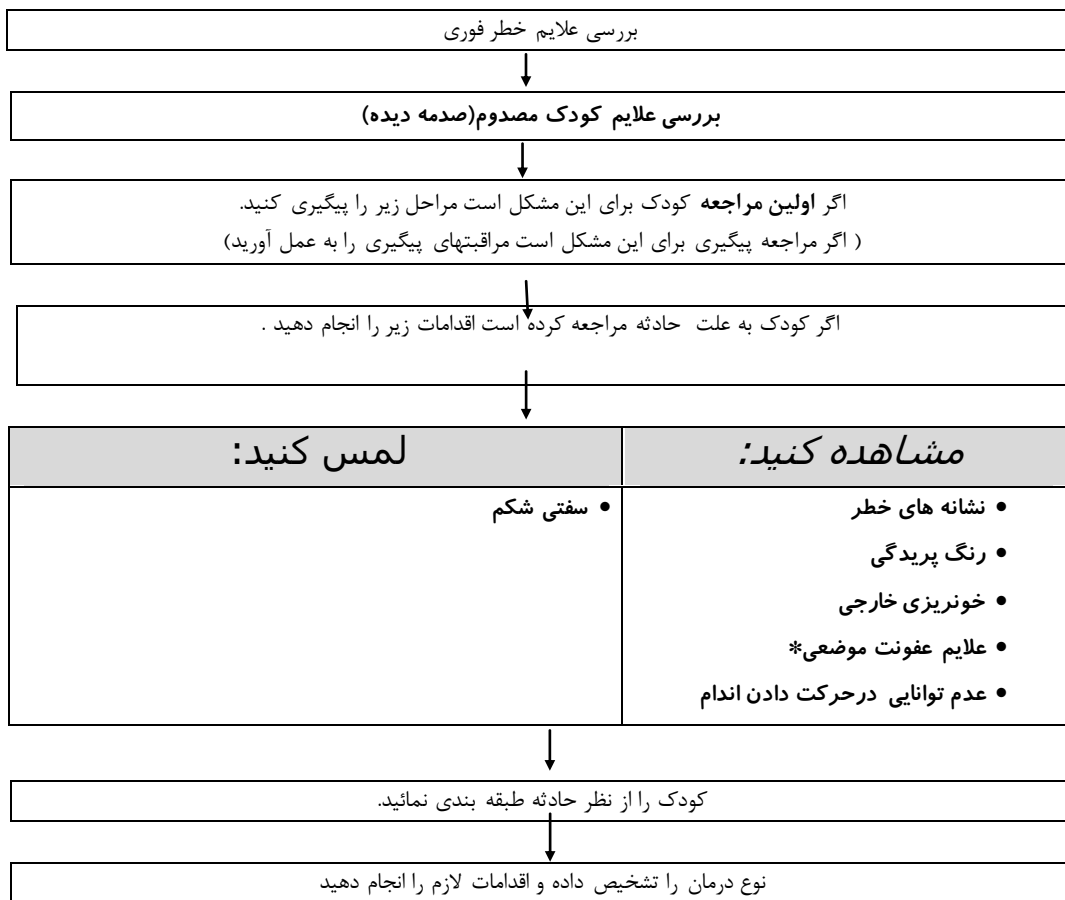 بررسی علایم خطر فوری
بررسی علایم کودک مصدوم(صدمه دیده)
اگر اولین مراجعه کودک برای این مشکل است مراحل زیر را پیگیری کنید.
( اگر مراجعه پیگیری برای این مشکل است مراقبتهای پیگیری را به عمل آورید)
اگر کودک به علت حادثه مراجعه کرده است اقدامات زیر را انجام دهید .
مشاهده کنید:
• نشانه های خطر
• رنگ پریدگی
• خونریزی خارجی
• علایم عفونت موضعی*
• عدم توانایی درحرکت دادن اندام
لمس کنید:
• سفتی شکم
کودک را از نظر حادثه طبقه بندی نمائید.
نوع درمان را تشخیص داده و اقدامات لازم را انجام دهید